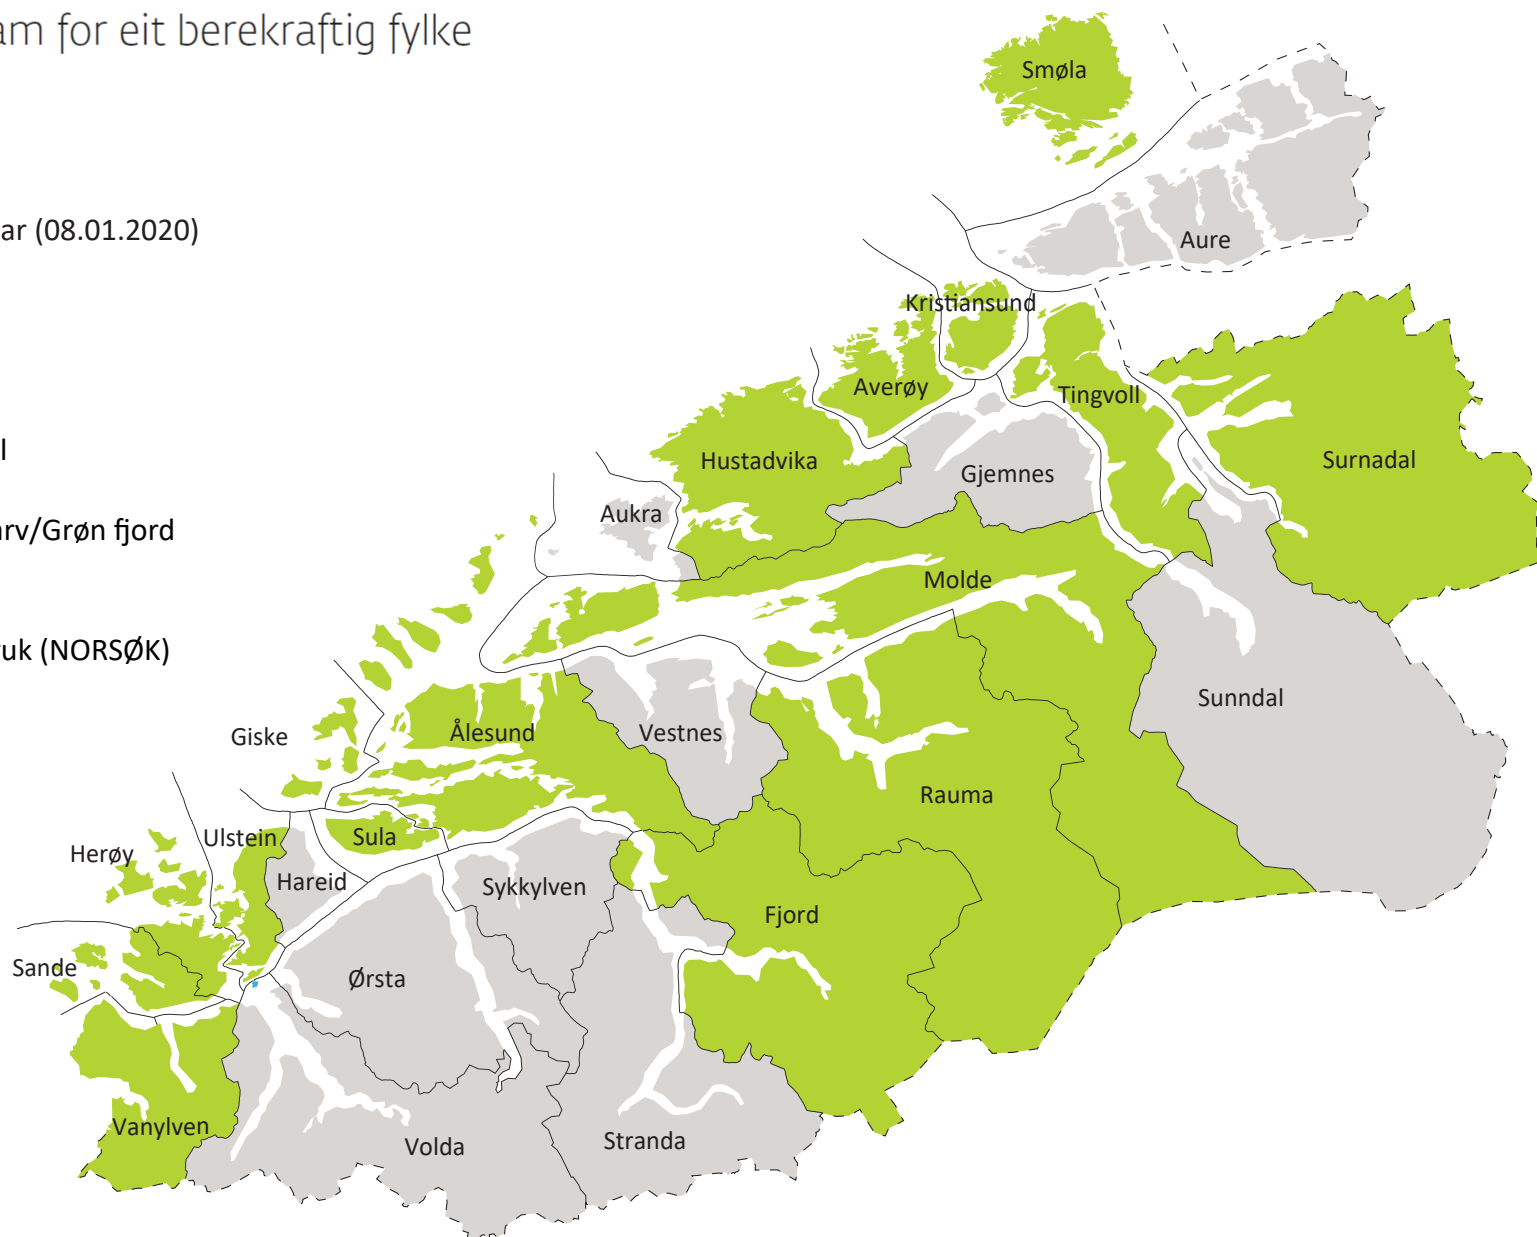 am for eit berekraftig fylke
ar (08.01.2020)
l
arv/Grøn fjord
ruk (NORSØK)
Smøla
Aure
Kristiansund
Averøy
Tingvoll
Hustadvika
Gjemnes
Surnadal
Aukra
Molde
Sunndal
Giske
Ålesund
Vestnes
Rauma
Ulstein
Sula
Herøy
Hareid
Sykkylven
Fjord
Sande
Ørsta
Vanylven
Volda
Stranda